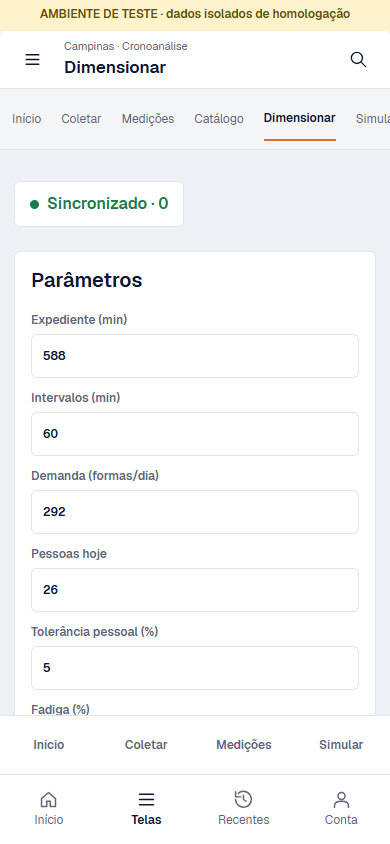 AMBIENTE DE TESTE · dados isolados de homologação
Campinas · Cronoanálise
Dimensionar
Início Coletar Medições Catálogo Dimensionar Simula
Sincronizado · 0
Parâmetros
Expediente (min)
588
Intervalos (min)
60
Demanda (formas/dia)
292
Pessoas hoje
26
Tolerância pessoal (%)
5
Fadiga (%)
Início Coletar Medições Simular
Início Telas Recentes Conta